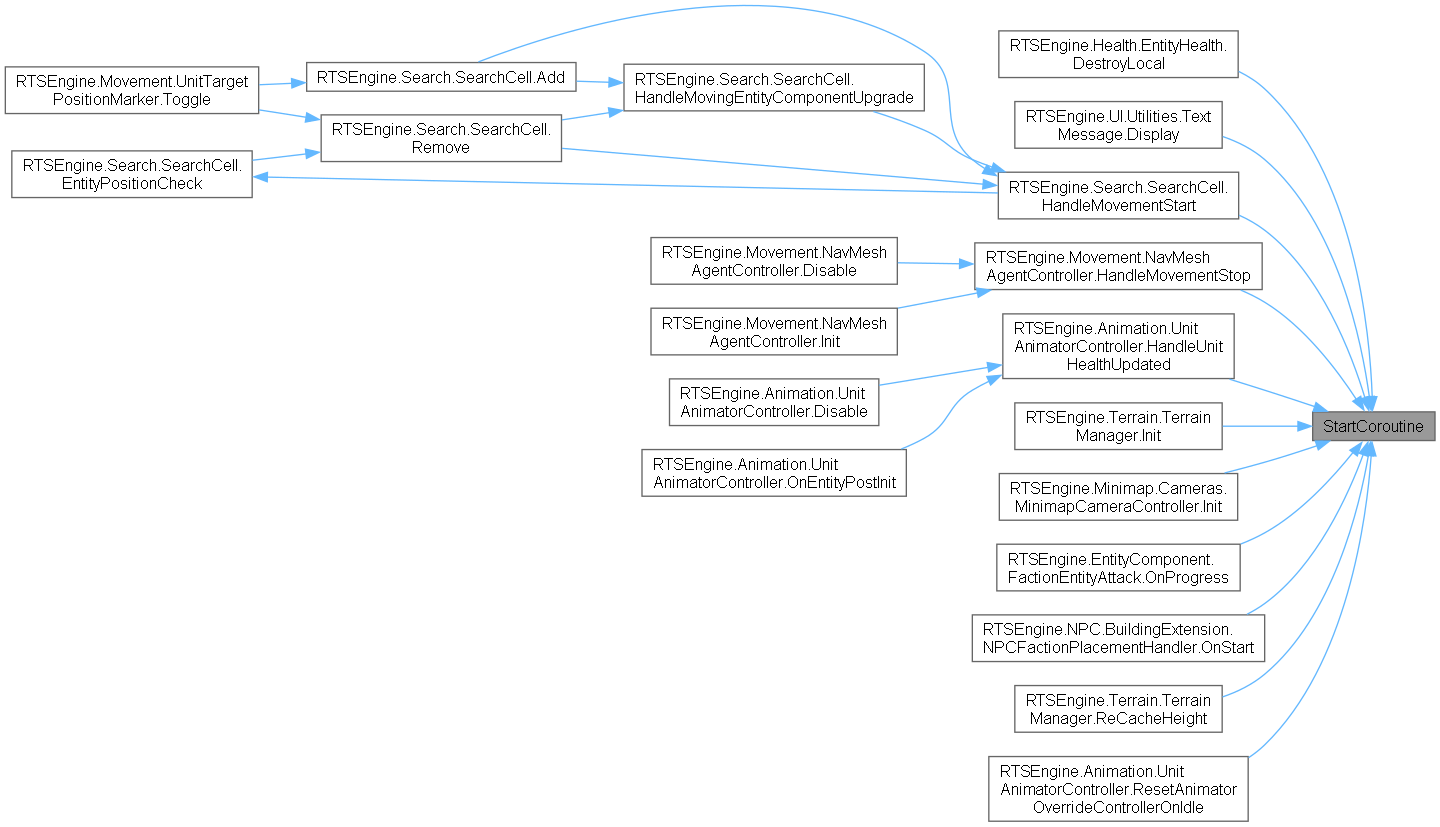 RTSEngine.Movement.UnitTarget
PositionMarker.Toggle
RTSEngine.Search.SearchCell.Add
RTSEngine.Search.SearchCell.
HandleMovingEntityComponentUpgrade
RTSEngine.Search.SearchCell.
Remove
RTSEngine.Search.SearchCell.
EntityPositionCheck
RTSEngine.Health.EntityHealth.
DestroyLocal
RTSEngine.UI.Utilities.Text
Message.Display
RTSEngine.Search.SearchCell.
HandleMovementStart
RTSEngine.Movement.NavMesh
AgentController.Disable
RTSEngine.Movement.NavMesh
AgentController.HandleMovementStop
RTSEngine.Movement.NavMesh
AgentController.Init
RTSEngine.Animation.Unit
AnimatorController.HandleUnit
HealthUpdated
RTSEngine.Animation.Unit
AnimatorController.Disable
RTSEngine.Animation.Unit
AnimatorController.OnEntityPostInit
RTSEngine.Terrain.Terrain
Manager.Init
StartCoroutine
RTSEngine.Minimap.Cameras.
MinimapCameraController.Init
RTSEngine.EntityComponent.
FactionEntityAttack.OnProgress
RTSEngine.NPC.BuildingExtension.
NPCFactionPlacementHandler.OnStart
RTSEngine.Terrain.Terrain
Manager.ReCacheHeight
RTSEngine.Animation.Unit
AnimatorController.ResetAnimator
OverrideControllerOnIdle